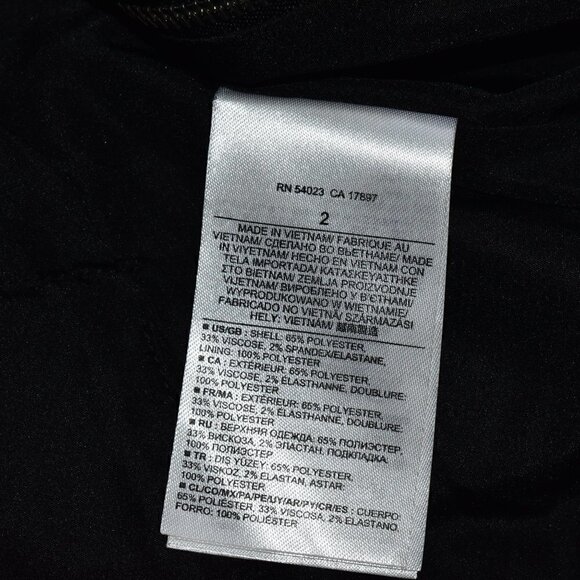 RN 54023 CA 17897
2
MADE IN VIETNAM/ FABRIQUE AU
VIETNAM/ СДЕЛАНО ВО ВЬЕТНАМЕ/ MADE
IN VIYETNAM/ HECHO EN VIETNAM CON
TELA IMPORTADA/ ΚΑΤΑΣΚΕΥΑΣΤΗΚΕ
ΣΤΟ ΒΙΕΤΝΑΜ/ ZEMLJA PROIZVODNJE
VIJETNAM/ ВИРОБЛЕНО У В'ЄТНАМІ/
WYPRODUKOWANO W WIETNAMIE/
FABRICADO NO VIETNÃ/ SZÁRMAZÁSI
HELY: VIETNÁM/ 越南製造
■ US/GB : SHELL: 65% POLYESTER,
33% VISCOSE, 2% SPANDEX/ELASTANE,
LINING: 100% POLYESTER
■ CA : EXTÉRIEUR: 65% POLYESTER,
33% VISCOSE, 2% ÉLASTHANNE, DOUBLURE:
100% POLYESTER
■ FR/MA : EXTÉRIEUR: 65% POLYESTER,
33% VISCOSE, 2% ÉLASTHANNE, DOUBLURE:
100% POLYESTER
■ RU : ВЕРХНЯЯ ОДЕЖДА: 65% ПОЛИЭСТЕР,
33% ВИСКОЗА, 2% ЭЛАСТАН, ПОДКЛАДКА:
100% ПОЛИЭСТЕР
■ TR : DIŞ YÜZEY: 65% POLYESTER,
33% VISKOZ, 2% ELASTAN, ASTAR:
100% POLYESTER
■ CL/CO/MX/PA/PE/UY/AR/PY/CR/ES : CUERPO:
65% POLIÉSTER, 33% VISCOSA, 2% ELASTANO,
FORRO: 100% POLIÉSTER